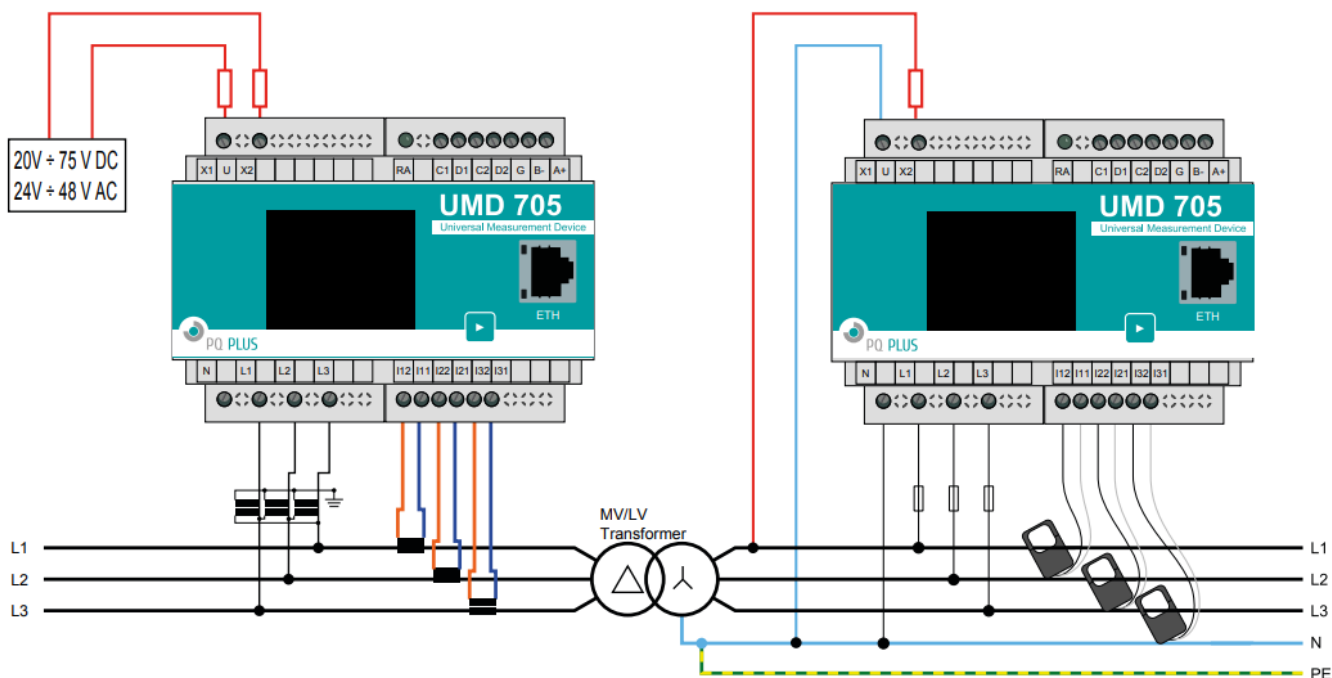 20V ÷ 75 V DC
24V ÷ 48 V AC
X1 U X2 RA C1 D1 C2 D2 G B- A+
UMD 705
Universal Measurement Device
ETH
PQ PLUS
N L1 L2 L3 I12 I11 I22 I21 I32 I31
X1 U X2 RA C1 D1 C2 D2 G B- A+
UMD 705
Universal Measurement Device
ETH
PQ PLUS
N L1 L2 L3 I12 I11 I22 I21 I32 I31
MV/LV
Transformer
L1
L2
L3
L1
L2
L3
N
PE